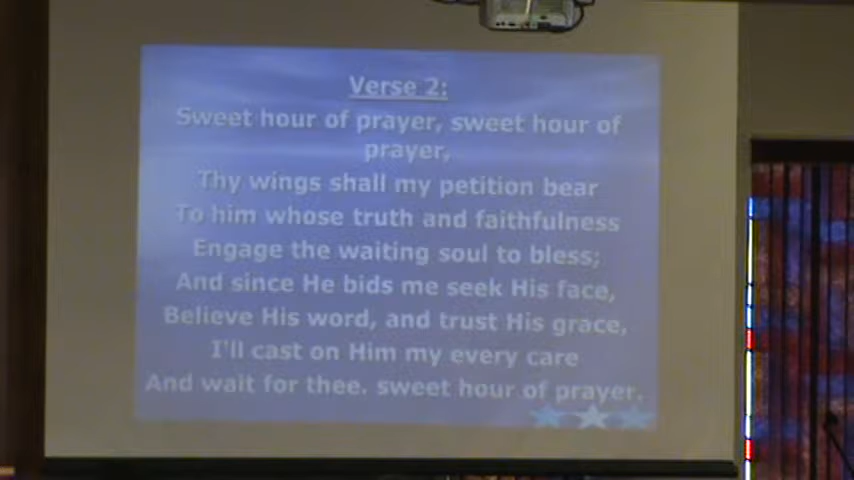 Verse 2:
Sweet hour of prayer, sweet hour of
prayer,
Thy wings shall my petition bear
To him whose truth and faithfulness
Engage the waiting soul to bless;
And since He bids me seek His face,
Believe His word, and trust His grace,
I'll cast on Him my every care
And wait for thee. sweet hour of prayer.